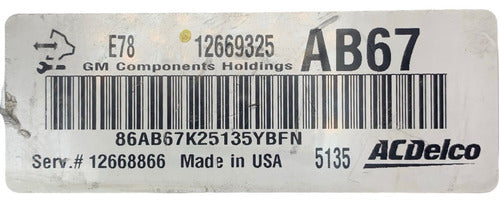 E78 12669325 AB67
GM Components Holdings
86AB67K25135YBFN
Serv.# 12668866 Made in USA 5135 ACDelco